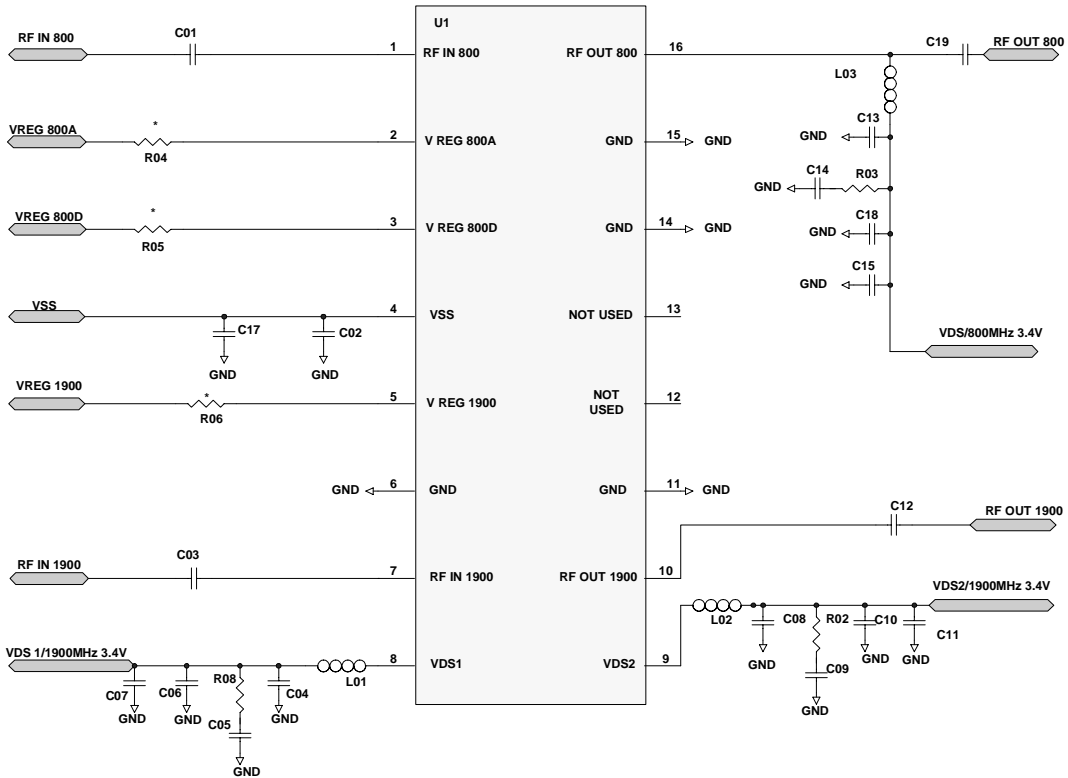 U1
RF IN 800
C01
1
RF IN 800
RF OUT 800
16
C19
RF OUT 800
L03
VREG 800A
*
R04
2
V REG 800A
GND
15
GND
GND
C13
C14
R03
GND
VREG 800D
*
R05
3
V REG 800D
GND
14
GND
GND
C18
C15
GND
VSS
4
VSS
NOT USED
13
C17
C02
GND
GND
VDS/800MHz 3.4V
VREG 1900
*
R06
5
V REG 1900
NOT
USED
12
GND
6
GND
GND
11
GND
C12
RF OUT 1900
RF IN 1900
C03
7
RF IN 1900
RF OUT 1900
10
VDS2/1900MHz 3.4V
L02
C08
R02
C10
C11
GND
GND
GND
C09
GND
VDS 1/1900MHz 3.4V
8
VDS1
VDS2
9
L01
C07
C06
R08
C04
GND
GND
GND
C05
GND